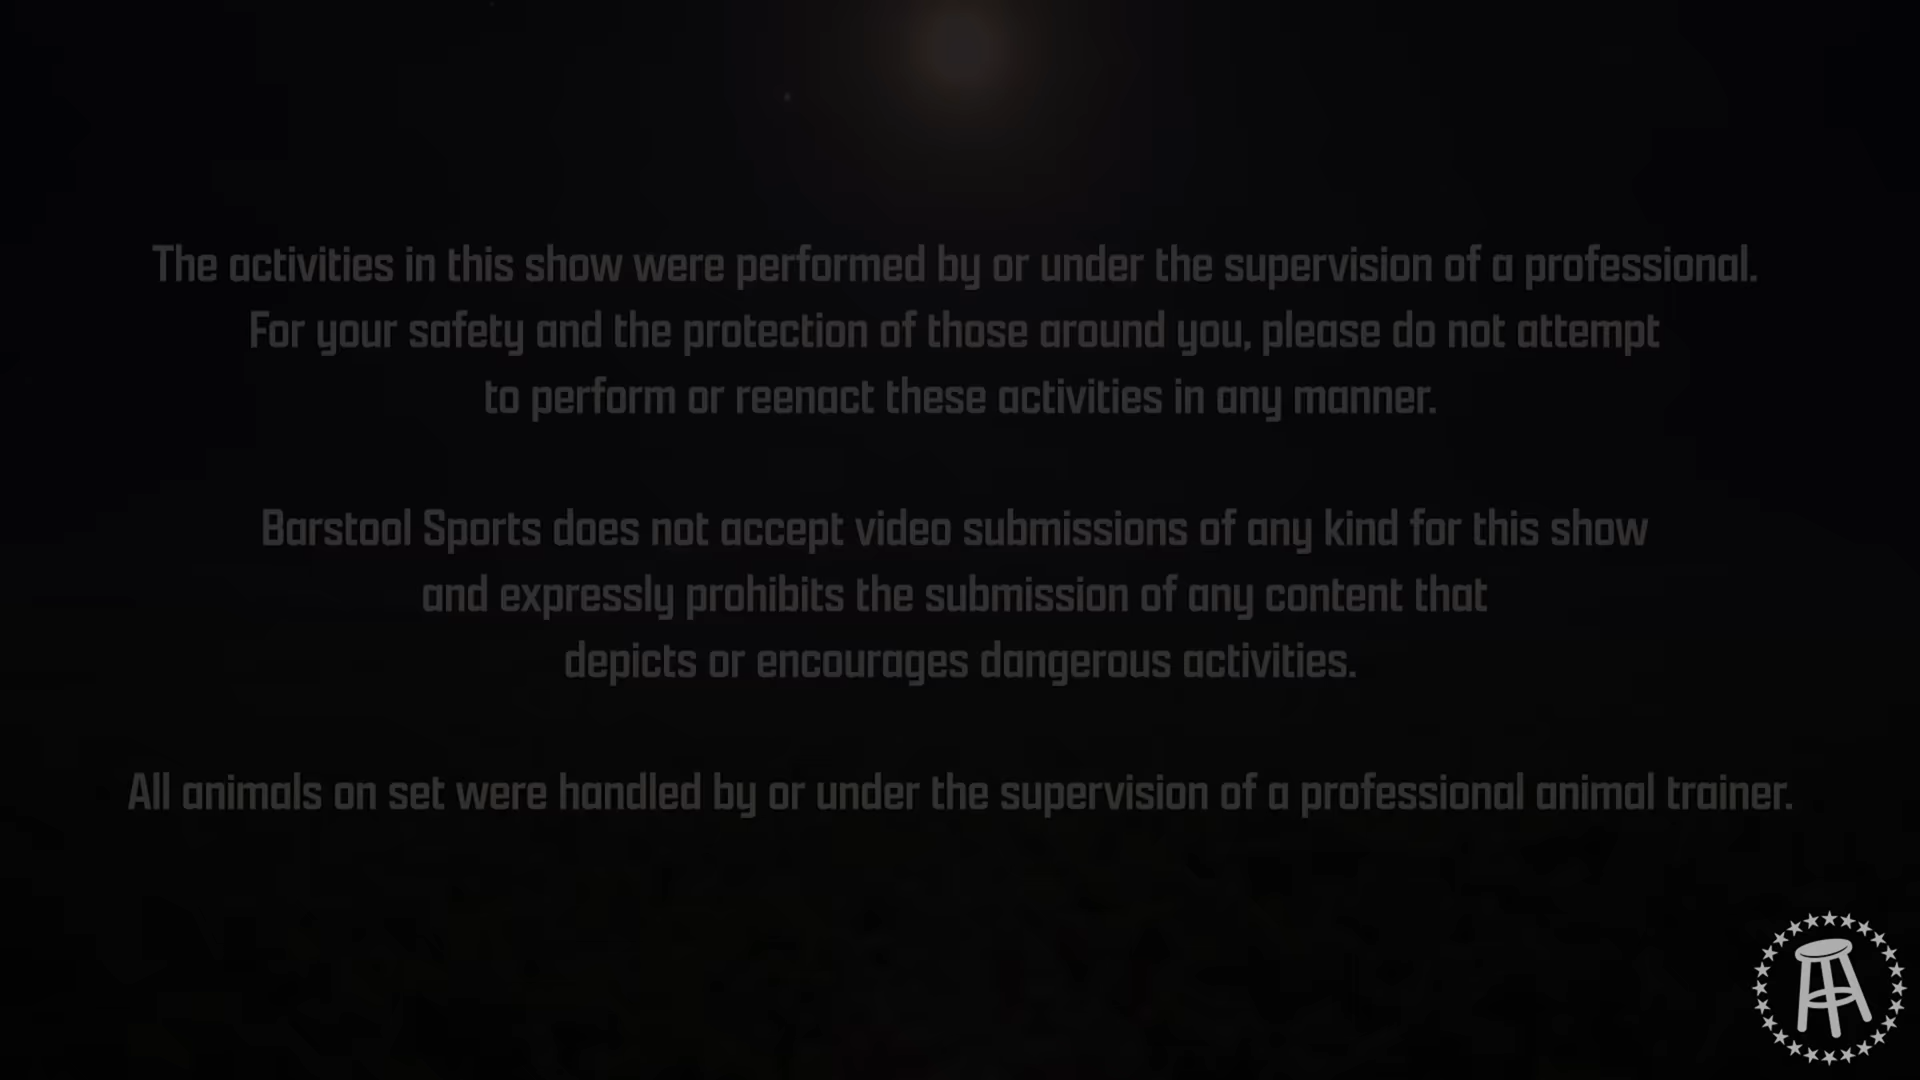 The activities in this show were performed by or under the supervision of a professional.
For your safety and the protection of those around you, please do not attempt
to perform or reenact these activities in any manner.
Barstool Sports does not accept video submissions of any kind for this show
and expressly prohibits the submission of any content that
depicts or encourages dangerous activities.
All animals on set were handled by or under the supervision of a professional animal trainer.